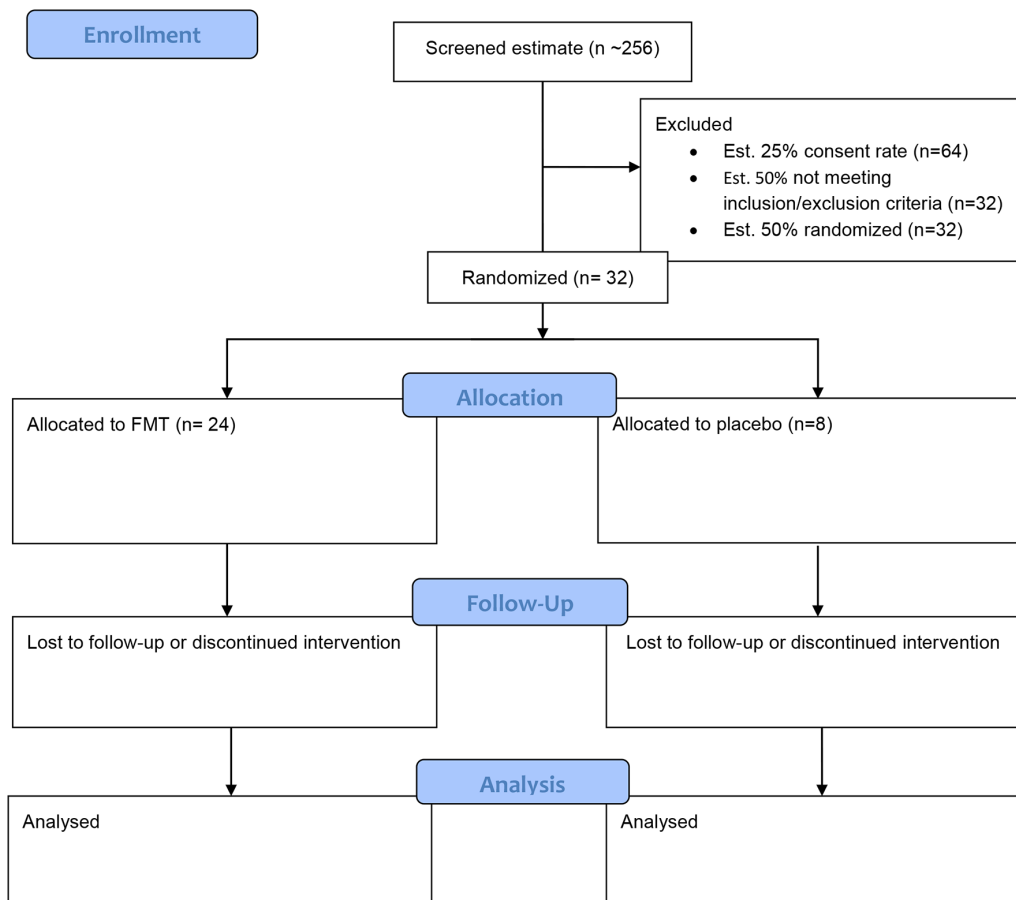 Enrollment
Screened estimate (n ~256)
Excluded
• Est. 25% consent rate (n=64)
• Est. 50% not meeting
inclusion/exclusion criteria (n=32)
• Est. 50% randomized (n=32)
Randomized (n= 32)
Allocation
Allocated to FMT (n= 24)
Allocated to placebo (n=8)
Follow-Up
Lost to follow-up or discontinued intervention
Lost to follow-up or discontinued intervention
Analysis
Analysed
Analysed